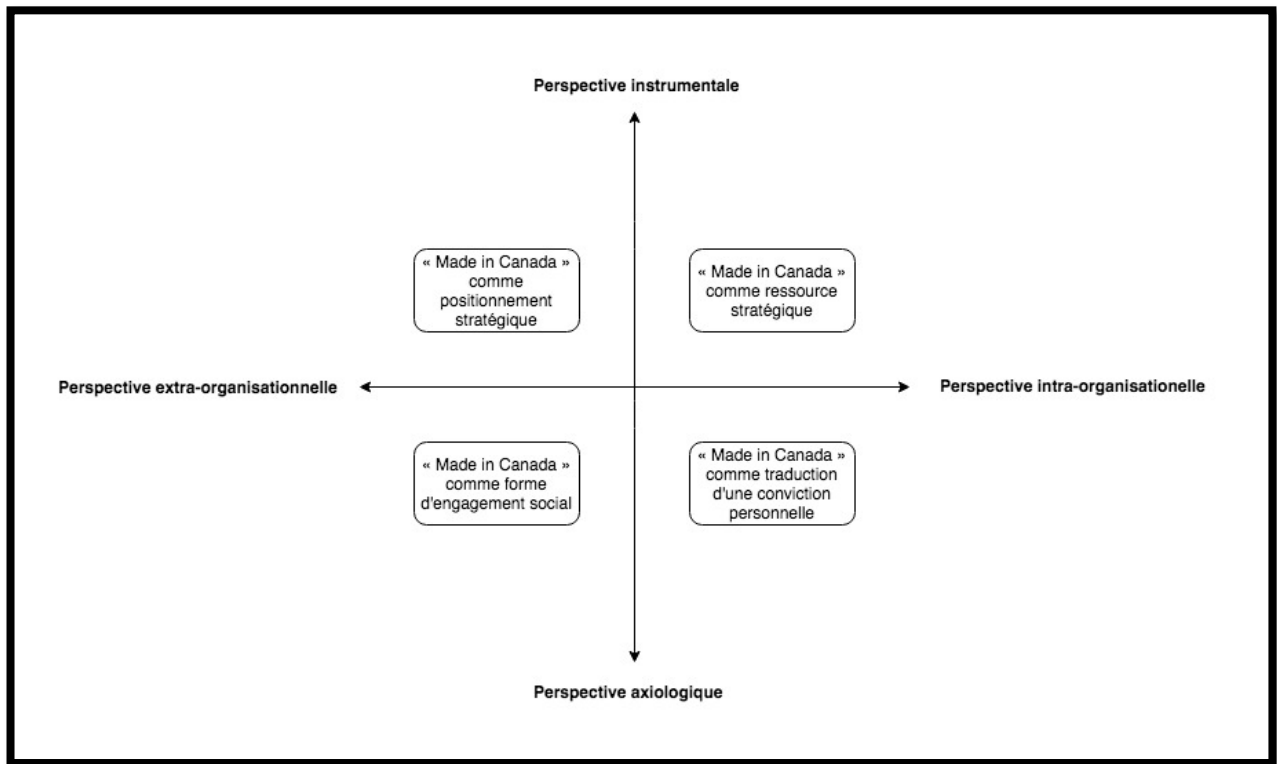 Perspective instrumentale
« Made in Canada »
comme
positionnement
stratégique
« Made in Canada »
comme ressource
stratégique
Perspective extra-organisationnelle
Perspective intra-organisationelle
« Made in Canada »
comme forme
d'engagement social
« Made in Canada »
comme traduction
d'une conviction
personnelle
Perspective axiologique